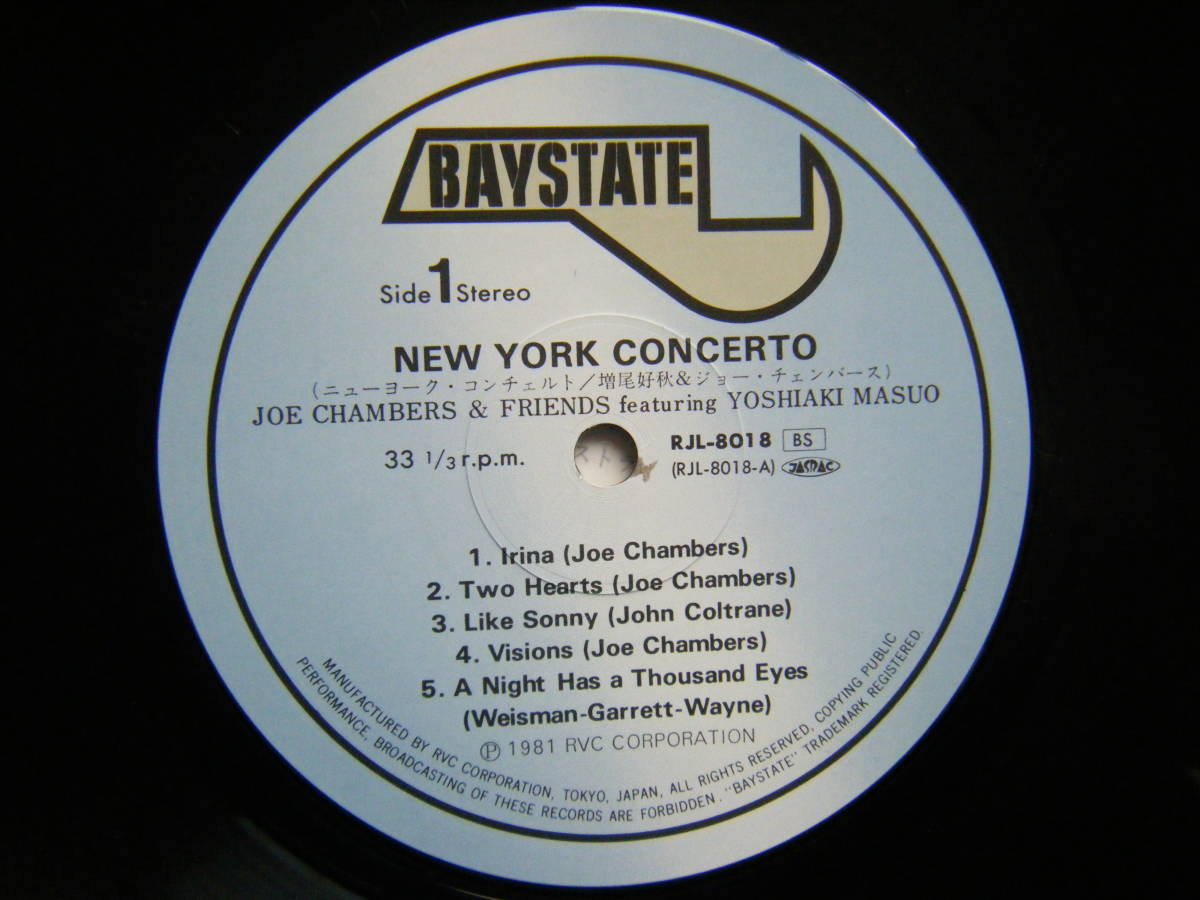 BAYSTATE
Side 1 Stereo
NEW YORK CONCERTO
(ニューヨーク・コンチェルト/増尾好秋&ジョー・チェンバース)
JOE CHAMBERS & FRIENDS featuring YOSHIAKI MASUO
33 1/3 r.p.m.
RJL-8018 BS
(RJL-8018-A) JASRAC
1. Irina (Joe Chambers)
2. Two Hearts (Joe Chambers)
3. Like Sonny (John Coltrane)
4. Visions (Joe Chambers)
5. A Night Has a Thousand Eyes
(Weisman-Garrett-Wayne)
Ⓟ 1981 RVC CORPORATION
MANUFACTURED BY RVC CORPORATION, TOKYO, JAPAN, ALL RIGHTS RESERVED, COPYING PUBLIC
PERFORMANCE, BROADCASTING OF THESE RECORDS ARE FORBIDDEN. "BAYSTATE" TRADEMARK REGISTERED.